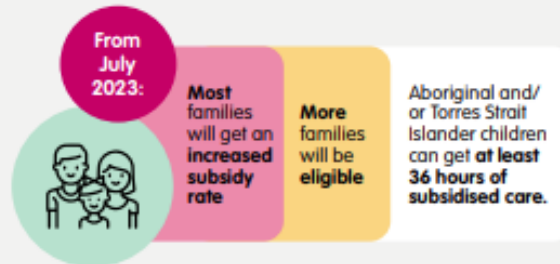 From
July
2023:
Most
families
will get an
increased
subsidy
rate
More
families
will be
eligible
Aboriginal and/
or Torres Strait
Islander children
can get at least
36 hours of
subsidised care.